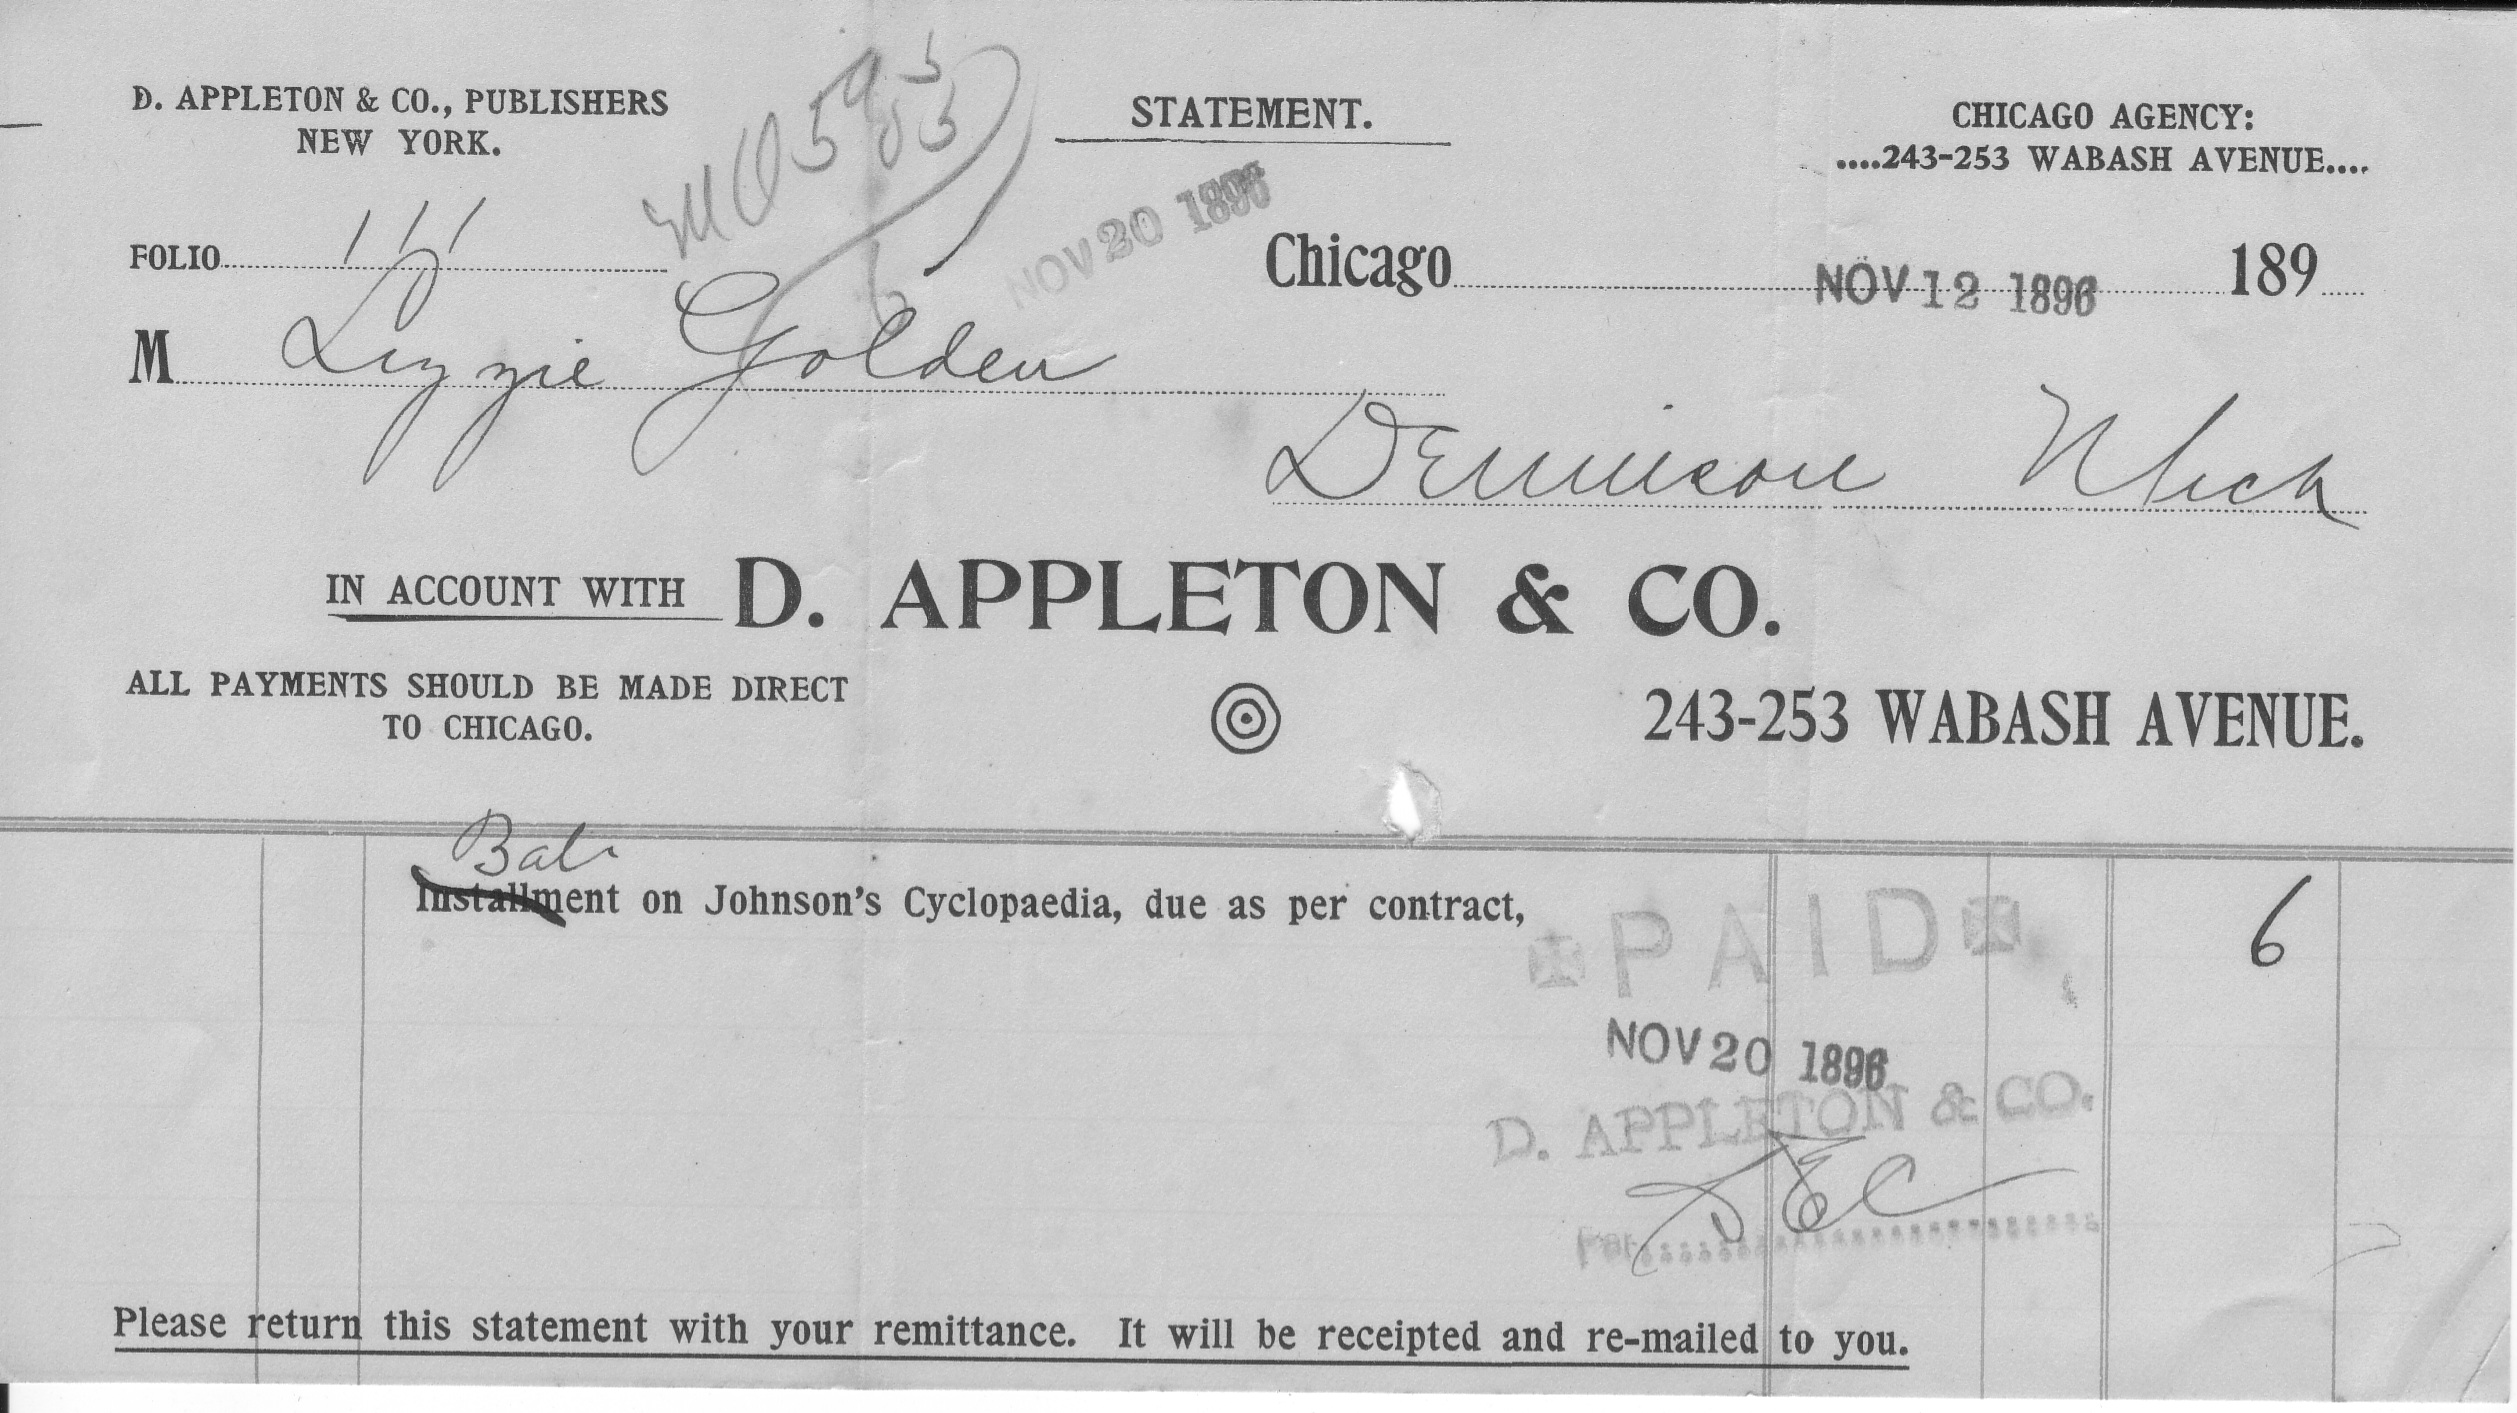 D. APPLETON & CO., PUBLISHERS
NEW YORK.
STATEMENT.
CHICAGO AGENCY:
....243-253 WABASH AVENUE....
NOV 20 1896
FOLIO 111
Chicago NOV 12 1896 189
M Lizzie Golden
Dennison Mich
IN ACCOUNT WITH D. APPLETON & CO.
ALL PAYMENTS SHOULD BE MADE DIRECT
TO CHICAGO.
243-253 WABASH AVENUE.
Bal
Installment on Johnson's Cyclopaedia, due as per contract, 6
PAID
NOV 20 1896
D. APPLETON & CO.
Per
Please return this statement with your remittance. It will be receipted and re-mailed to you.